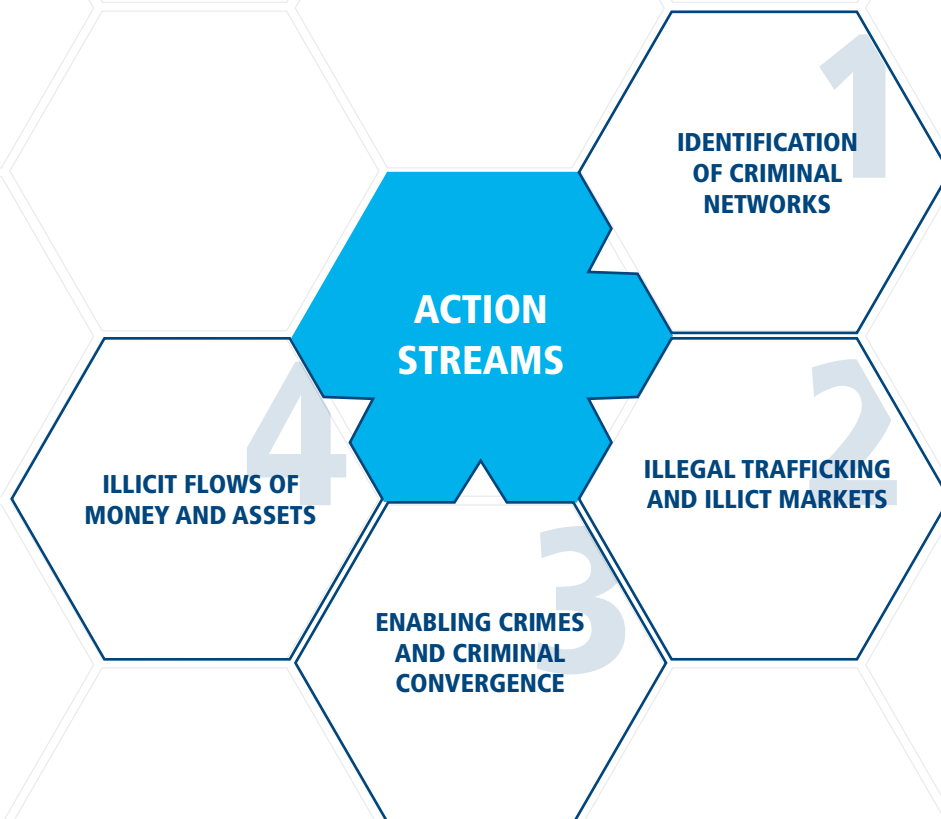 ACTION
STREAMS
1
IDENTIFICATION
OF CRIMINAL
NETWORKS
2
ILLEGAL TRAFFICKING
AND ILLICT MARKETS
3
ENABLING CRIMES
AND CRIMINAL
CONVERGENCE
4
ILLICIT FLOWS OF
MONEY AND ASSETS